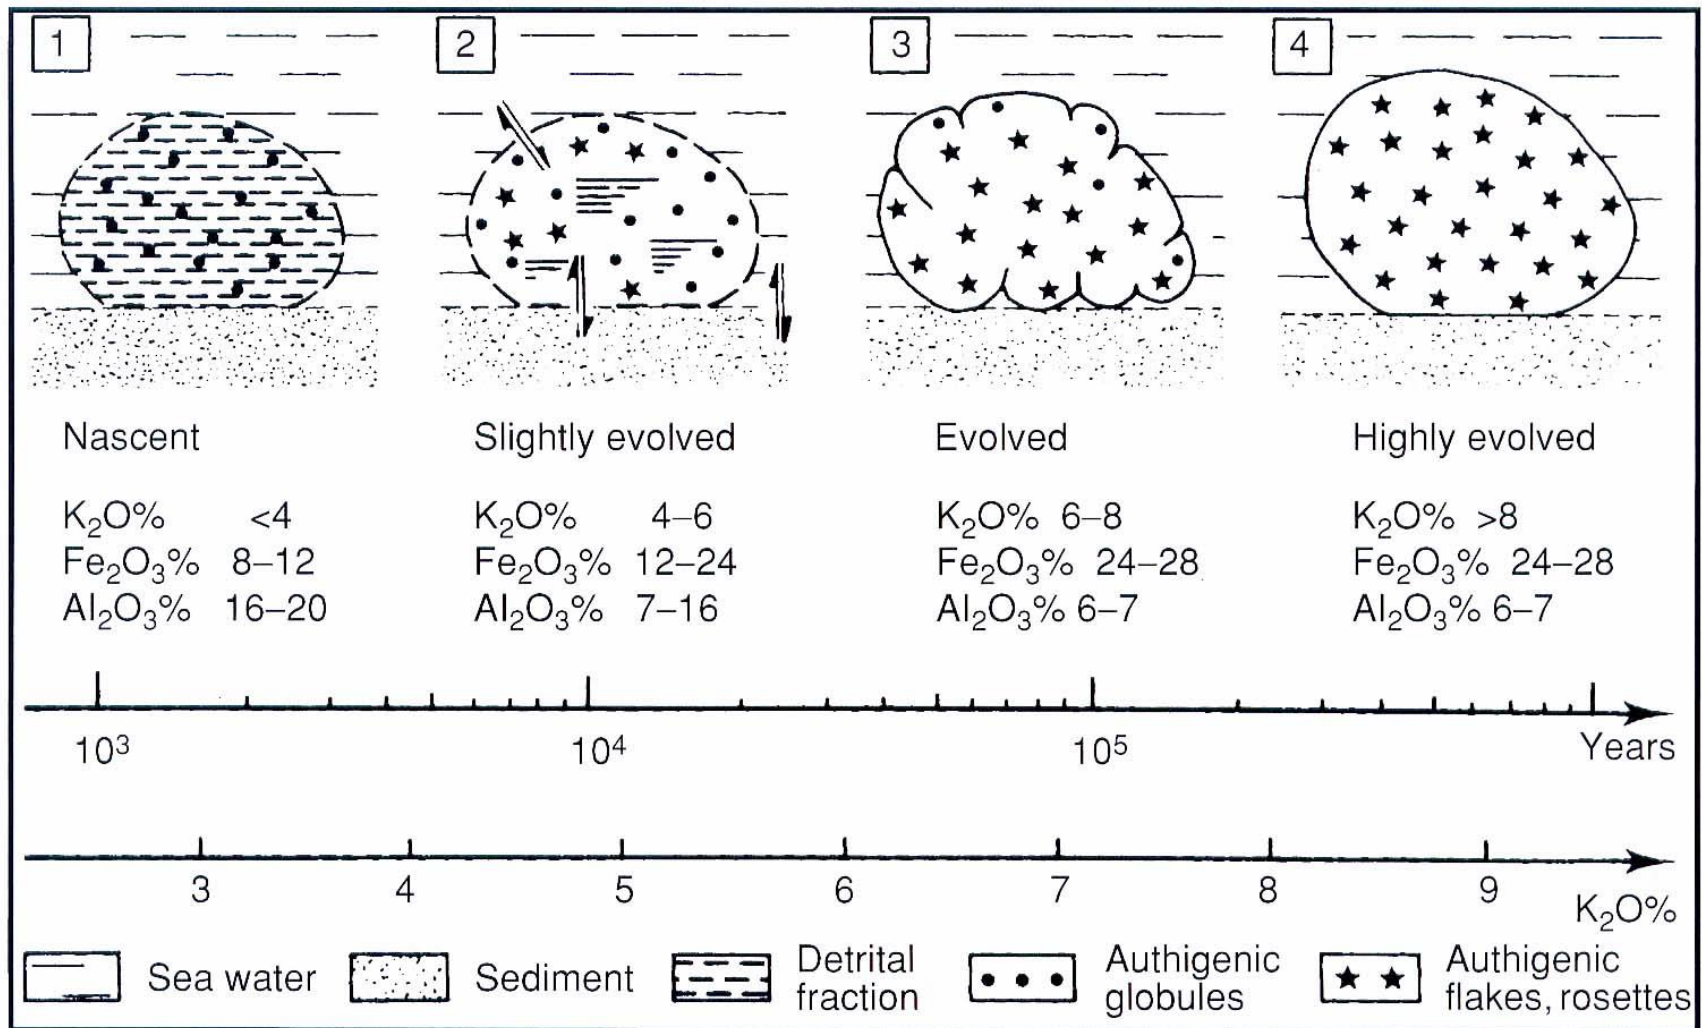 1
2
3
4
Nascent
K₂O% <4
Fe₂O₃% 8–12
Al₂O₃% 16–20
Slightly evolved
K₂O% 4–6
Fe₂O₃% 12–24
Al₂O₃% 7–16
Evolved
K₂O% 6–8
Fe₂O₃% 24–28
Al₂O₃% 6–7
Highly evolved
K₂O% >8
Fe₂O₃% 24–28
Al₂O₃% 6–7
10³ 10⁴ 10⁵ Years
3 4 5 6 7 8 9 K₂O%
Sea water
Sediment
Detrital
fraction
Authigenic
globules
Authigenic
flakes, rosettes